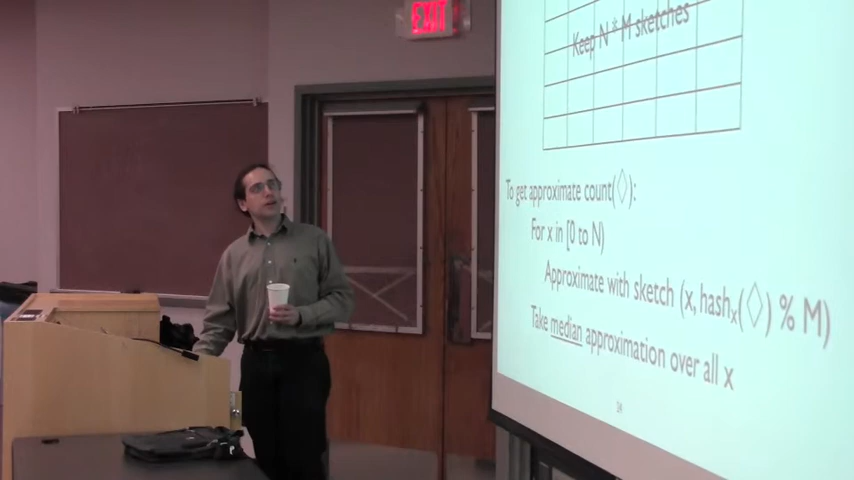 EXIT
Keep N * M sketches
To get approximate count(◊):
For x in [0 to N)
Approximate with sketch (x, hashx(◊) % M)
Take median approximation over all x
14